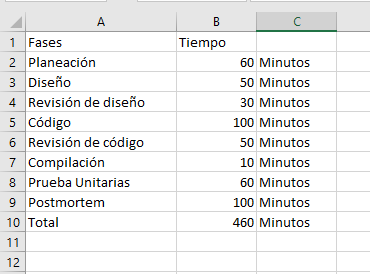 A B C
1 Fases Tiempo
2 Planeación 60 Minutos
3 Diseño 50 Minutos
4 Revisión de diseño 30 Minutos
5 Código 100 Minutos
6 Revisión de código 50 Minutos
7 Compilación 10 Minutos
8 Prueba Unitarias 60 Minutos
9 Postmortem 100 Minutos
10 Total 460 Minutos
11
12